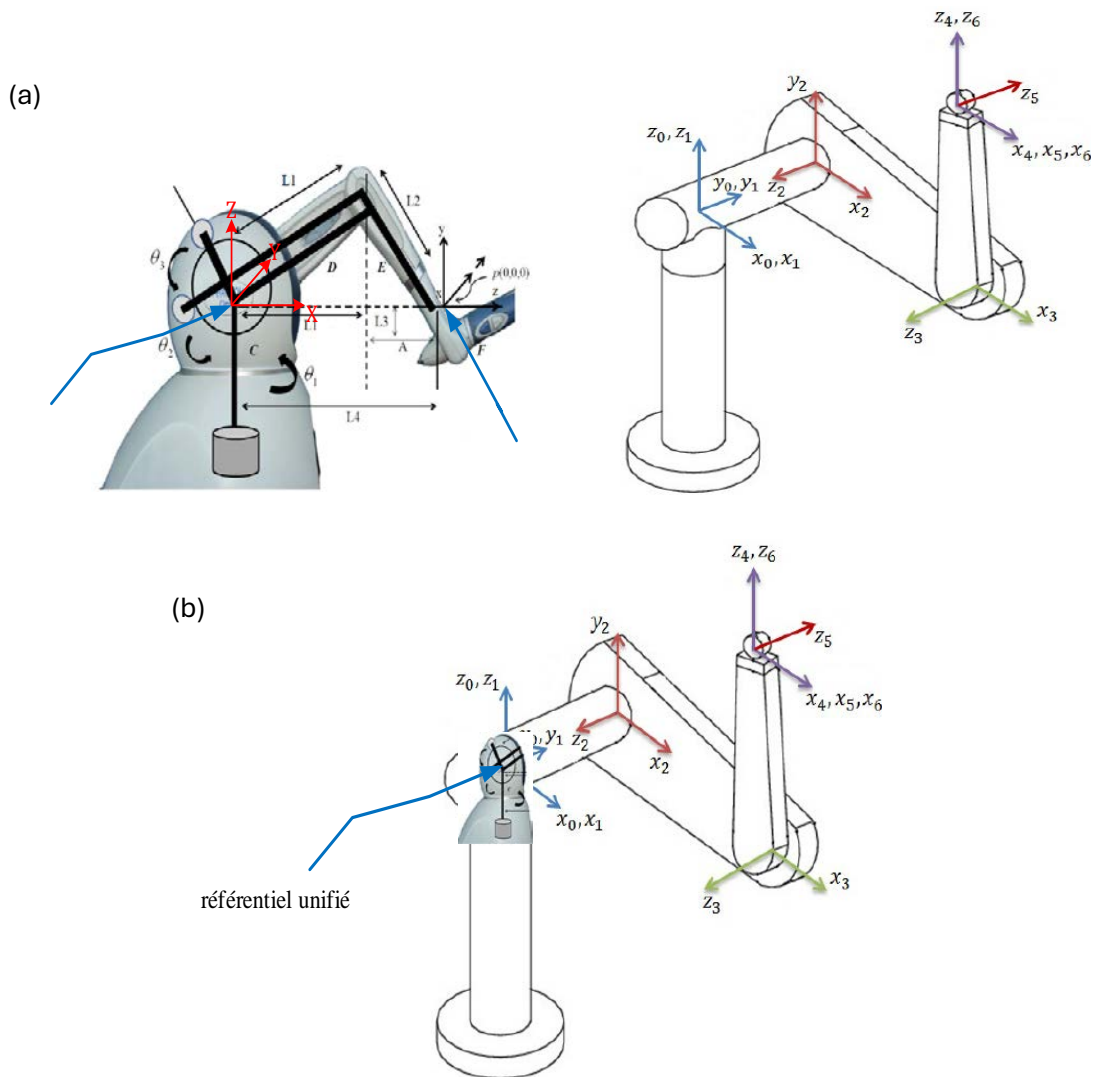 (a)
L1
L2
θ₃
Z
Y
X
D
E
y
x
p(0,0,0)
z
L1
L3
A
F
θ₂
C
θ₁
L4
z₄, z₆
z₅
x₄, x₅, x₆
y₂
z₀, z₁
y₀, y₁
z₂
x₂
x₀, x₁
z₃
x₃
(b)
z₄, z₆
z₅
x₄, x₅, x₆
y₂
z₀, z₁
y₁
z₂
x₂
x₀, x₁
référentiel unifié
z₃
x₃